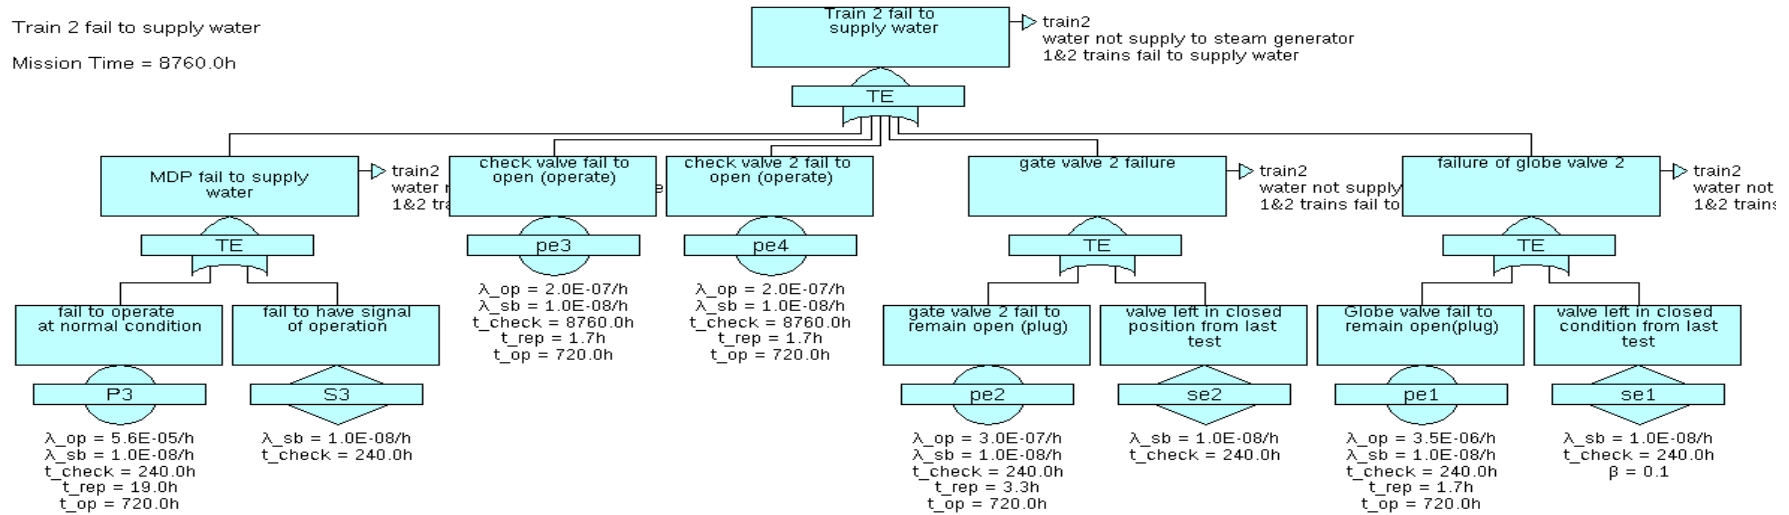 Train 2 fail to supply water
Mission Time = 8760.0h
Train 2 fail to
supply water
train2
water not supply to steam generator
1&2 trains fail to supply water
TE
MDP fail to supply
water
train2
water
1&2
check valve fail to
open (operate)
check valve 2 fail to
open (operate)
gate valve 2 failure
train2
water not supply
1&2 trains fail to
failure of globe valve 2
train2
water not
1&2 trains
TE
pe3
pe4
TE
TE
λ_op = 2.0E-07/h
λ_sb = 1.0E-08/h
t_check = 8760.0h
t_rep = 1.7h
t_op = 720.0h
λ_op = 2.0E-07/h
λ_sb = 1.0E-08/h
t_check = 8760.0h
t_rep = 1.7h
t_op = 720.0h
fail to operate
at normal condition
fail to have signal
of operation
gate valve 2 fail to
remain open (plug)
valve left in closed
position from last
test
Globe valve fail to
remain open(plug)
valve left in closed
condition from last
test
P3
S3
pe2
se2
pe1
se1
λ_op = 5.6E-05/h
λ_sb = 1.0E-08/h
t_check = 240.0h
t_rep = 19.0h
t_op = 720.0h
λ_sb = 1.0E-08/h
t_check = 240.0h
λ_op = 3.0E-07/h
λ_sb = 1.0E-08/h
t_check = 240.0h
t_rep = 3.3h
t_op = 720.0h
λ_sb = 1.0E-08/h
t_check = 240.0h
λ_op = 3.5E-06/h
λ_sb = 1.0E-08/h
t_check = 240.0h
t_rep = 1.7h
t_op = 720.0h
λ_sb = 1.0E-08/h
t_check = 240.0h
β = 0.1